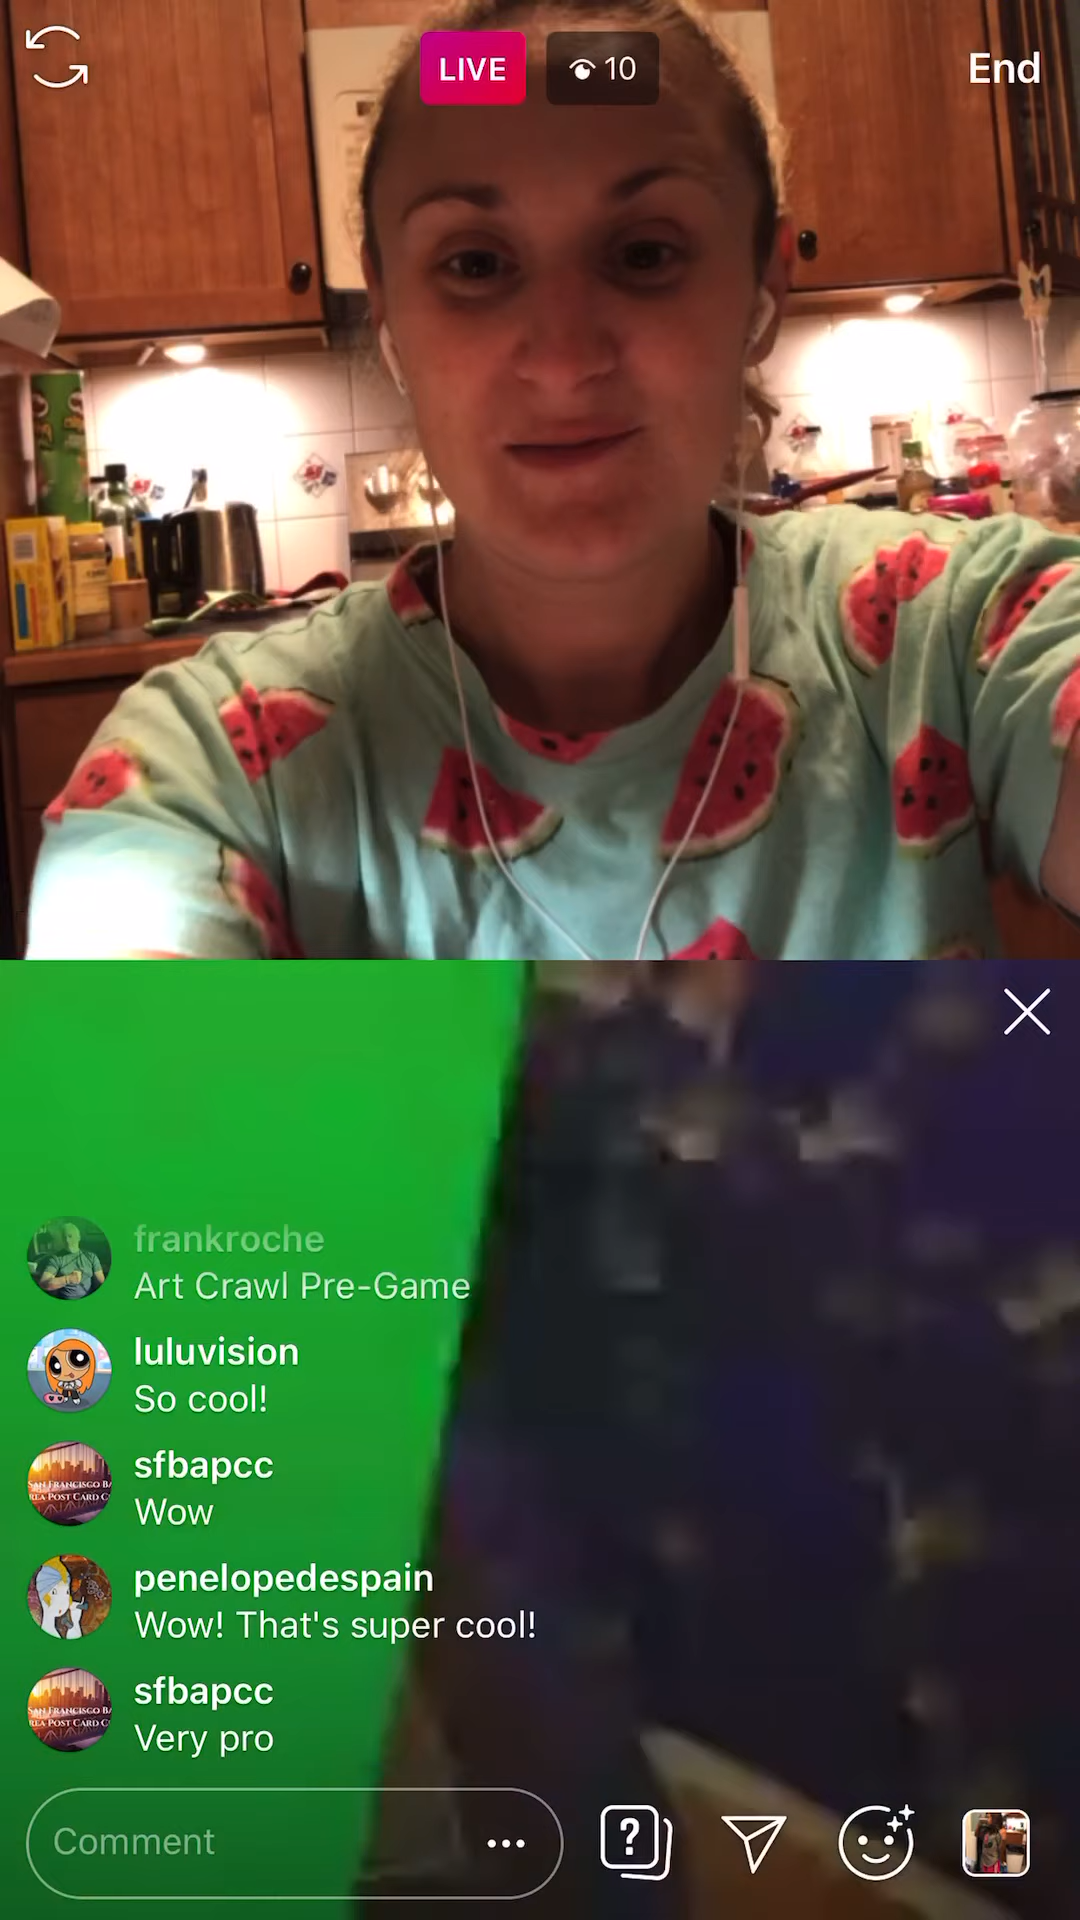 LIVE
10
End
frankroche
Art Crawl Pre-Game
luluvision
So cool!
sfbapcc
Wow
penelopedespain
Wow! That's super cool!
sfbapcc
Very pro
Comment